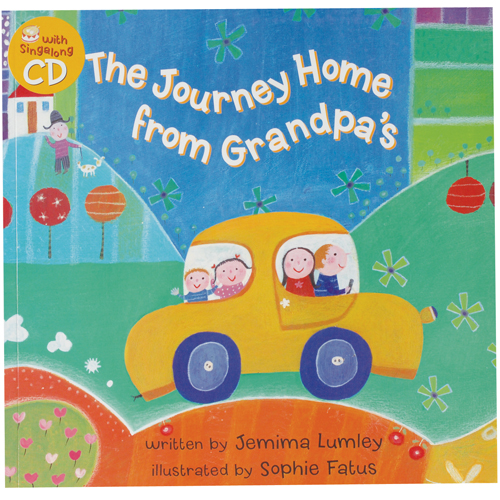 with
Singalong
CD
The Journey Home
from Grandpa's
written by Jemima Lumley
illustrated by Sophie Fatus